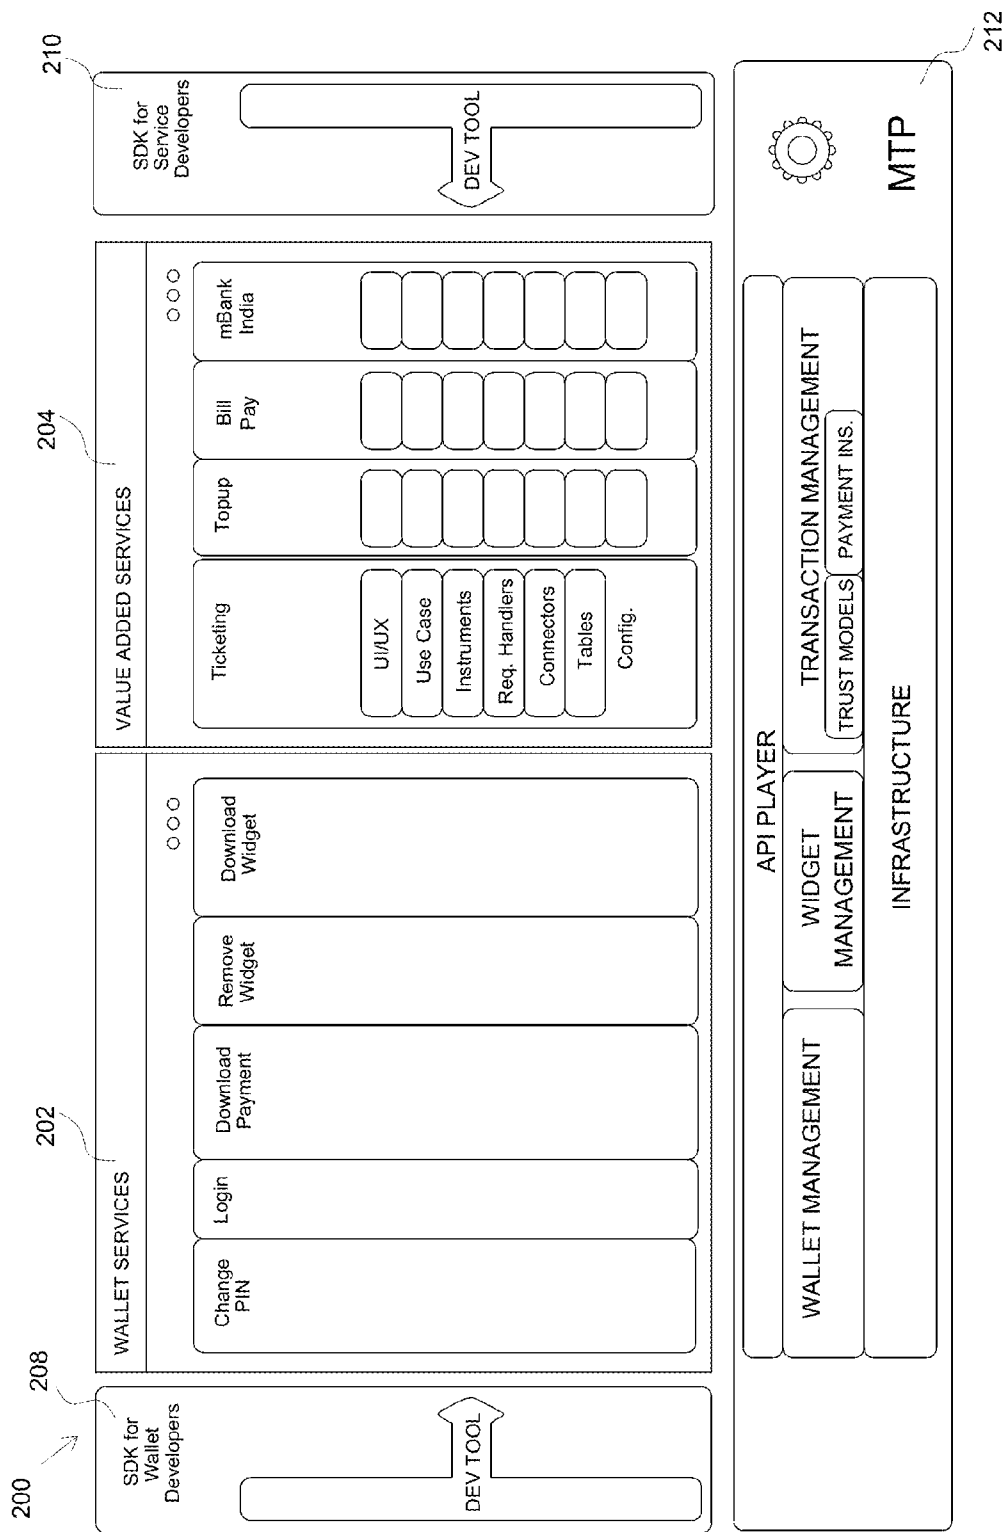 200
208
202
204
210
SDK for
Wallet
Developers
DEV TOOL
WALLET SERVICES
Change
PIN
Login
Download
Payment
Remove
Widget
Download
Widget
VALUE ADDED SERVICES
Ticketing
UI/UX
Use Case
Instruments
Req. Handlers
Connectors
Tables
Config.
Topup
Bill
Pay
mBank
India
SDK for
Service
Developers
DEV TOOL
API PLAYER
WALLET MANAGEMENT
WIDGET
MANAGEMENT
TRANSACTION MANAGEMENT
TRUST MODELS
PAYMENT INS.
INFRASTRUCTURE
MTP
212